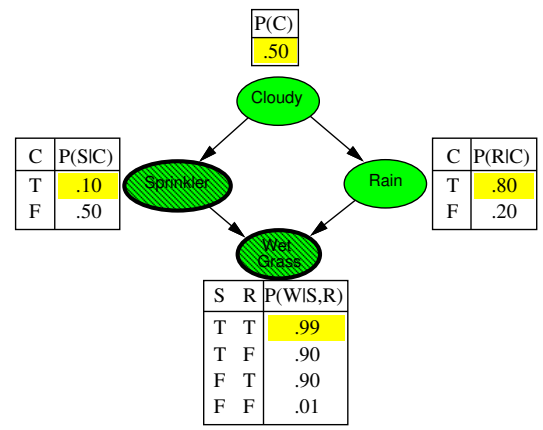 P(C)
.50
Cloudy
C P(S|C)
T .10
F .50
Sprinkler
Rain
C P(R|C)
T .80
F .20
Wet
Grass
S R P(W|S,R)
T T .99
T F .90
F T .90
F F .01